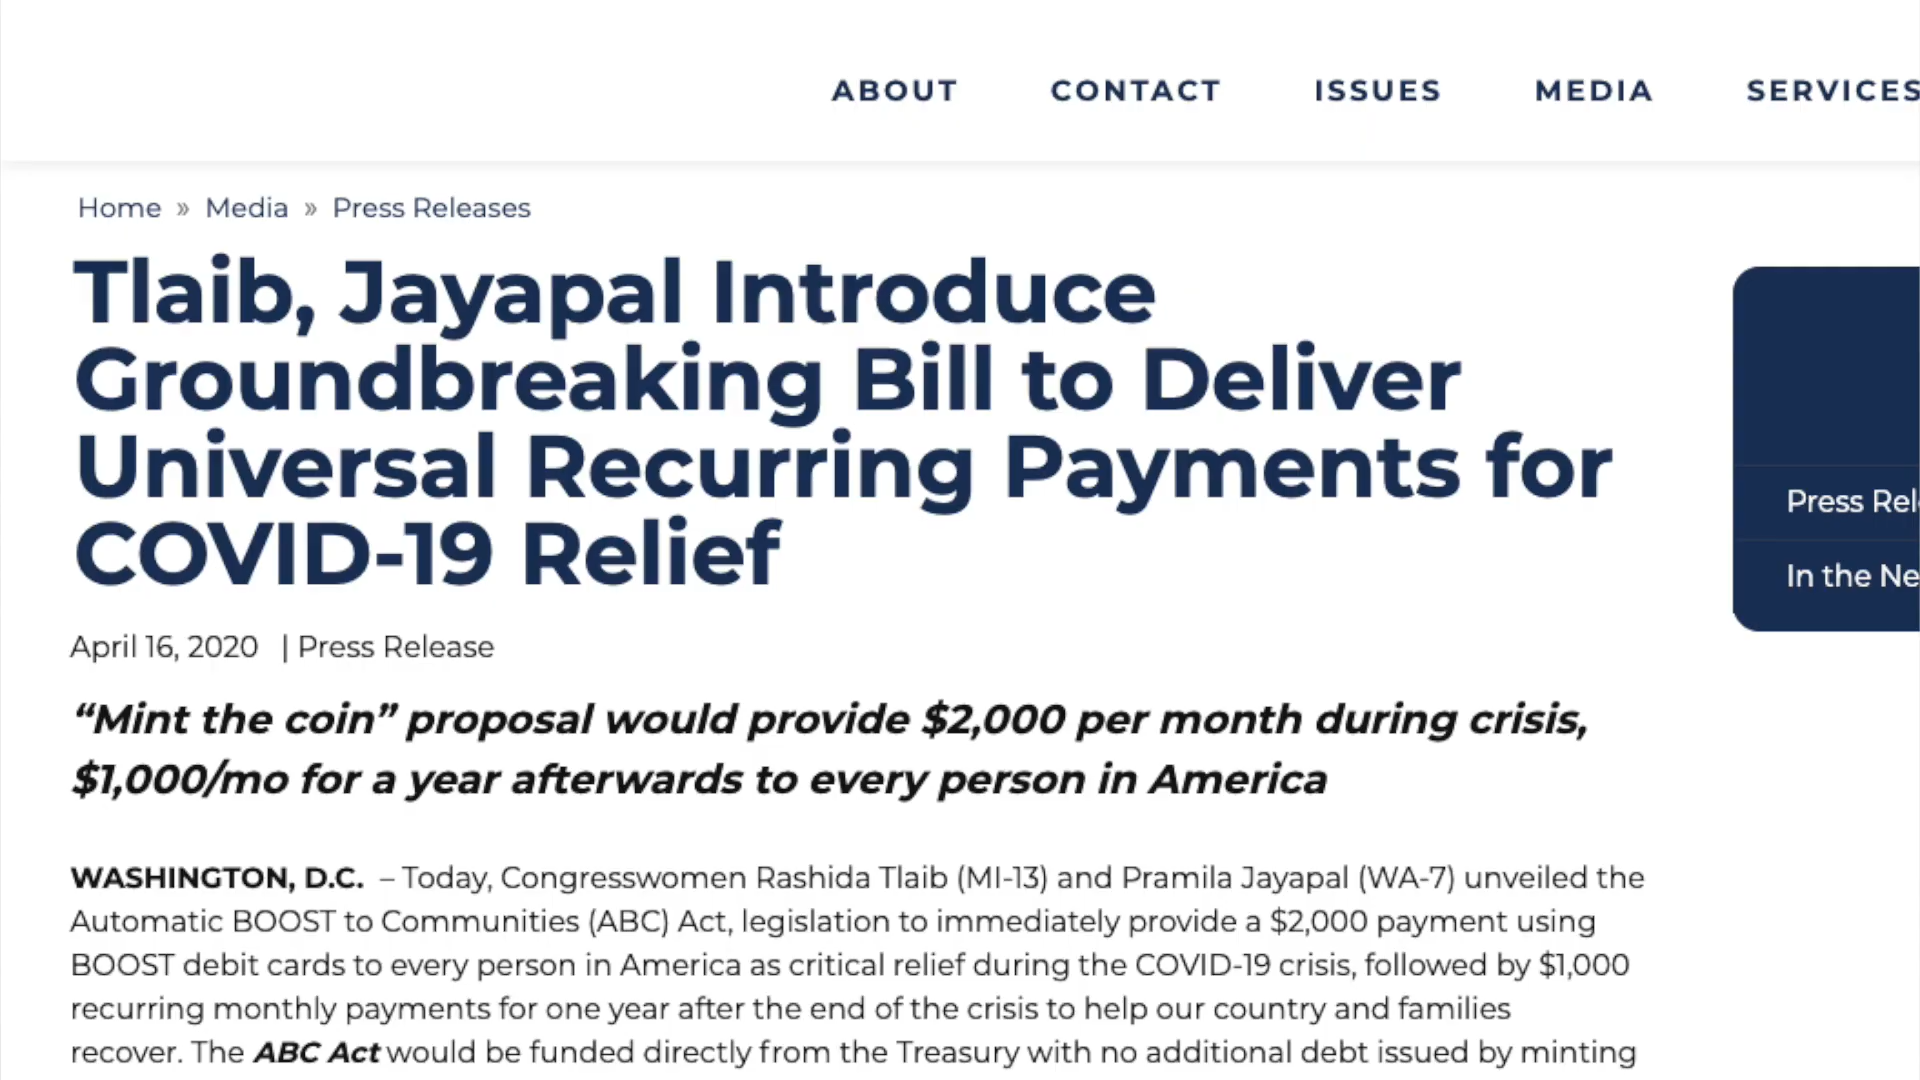 ABOUT CONTACT ISSUES MEDIA SERVICES
Home » Media » Press Releases
Tlaib, Jayapal Introduce
Groundbreaking Bill to Deliver
Universal Recurring Payments for
COVID-19 Relief
April 16, 2020 | Press Release
“Mint the coin” proposal would provide $2,000 per month during crisis,
$1,000/mo for a year afterwards to every person in America
WASHINGTON, D.C. – Today, Congresswomen Rashida Tlaib (MI-13) and Pramila Jayapal (WA-7) unveiled the
Automatic BOOST to Communities (ABC) Act, legislation to immediately provide a $2,000 payment using
BOOST debit cards to every person in America as critical relief during the COVID-19 crisis, followed by $1,000
recurring monthly payments for one year after the end of the crisis to help our country and families
recover. The ABC Act would be funded directly from the Treasury with no additional debt issued by minting
Press Rel
In the Ne